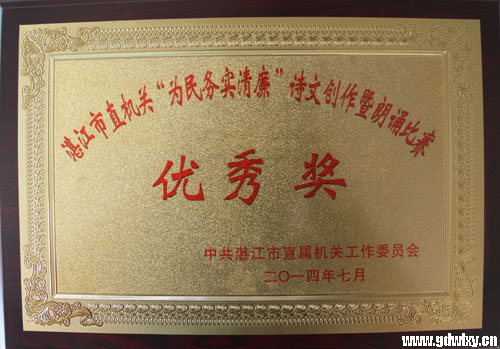 湛江市直机关“为民务实清廉”诗文创作暨朗诵比赛
优秀奖
中共湛江市直属机关工作委员会
二〇一四年七月
www.gdwlxy.cn